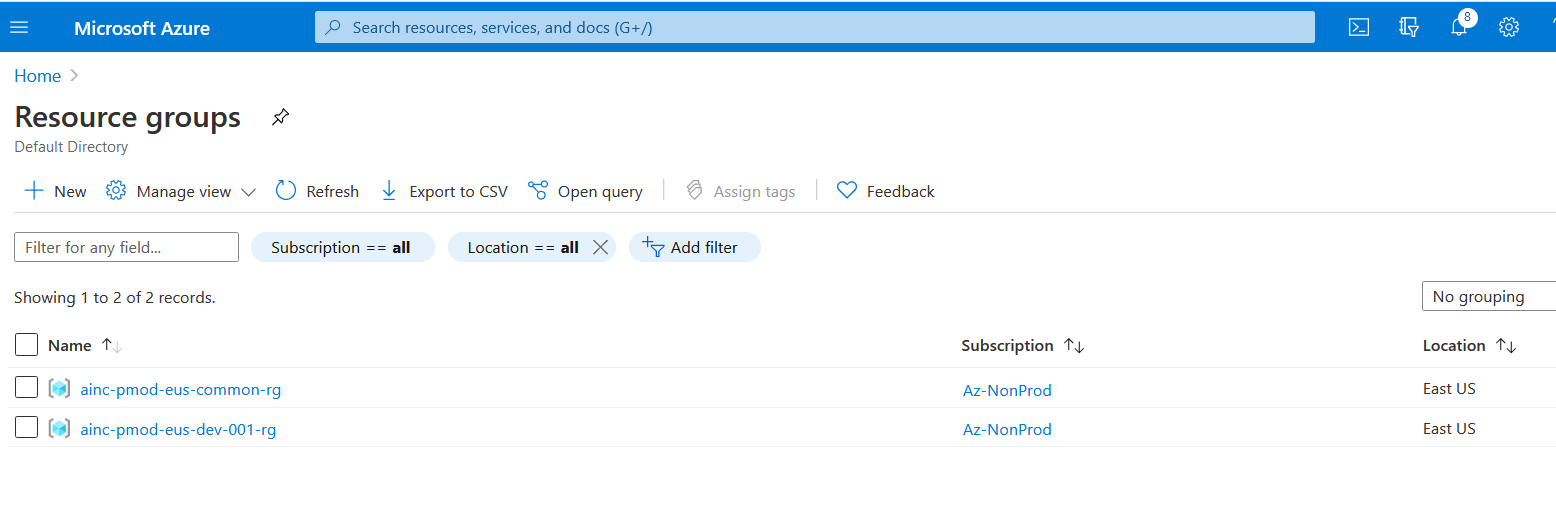 Microsoft Azure
Search resources, services, and docs (G+/)
8
Home
Resource groups
Default Directory
New Manage view Refresh Export to CSV Open query Assign tags Feedback
Filter for any field... Subscription == all Location == all Add filter
Showing 1 to 2 of 2 records. No grouping
Name Subscription Location
ainc-pmod-eus-common-rg Az-NonProd East US
ainc-pmod-eus-dev-001-rg Az-NonProd East US